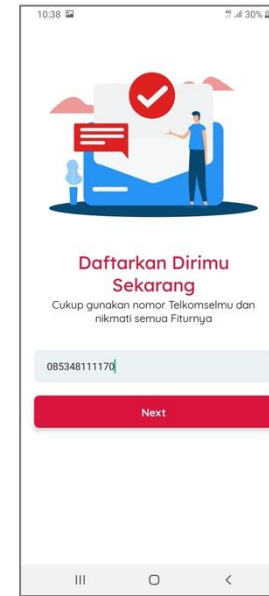 10:38
30%
Daftarkan Dirimu
Sekarang
Cukup gunakan nomor Telkomselmu dan
nikmati semua Fiturnya
085348111170
Next